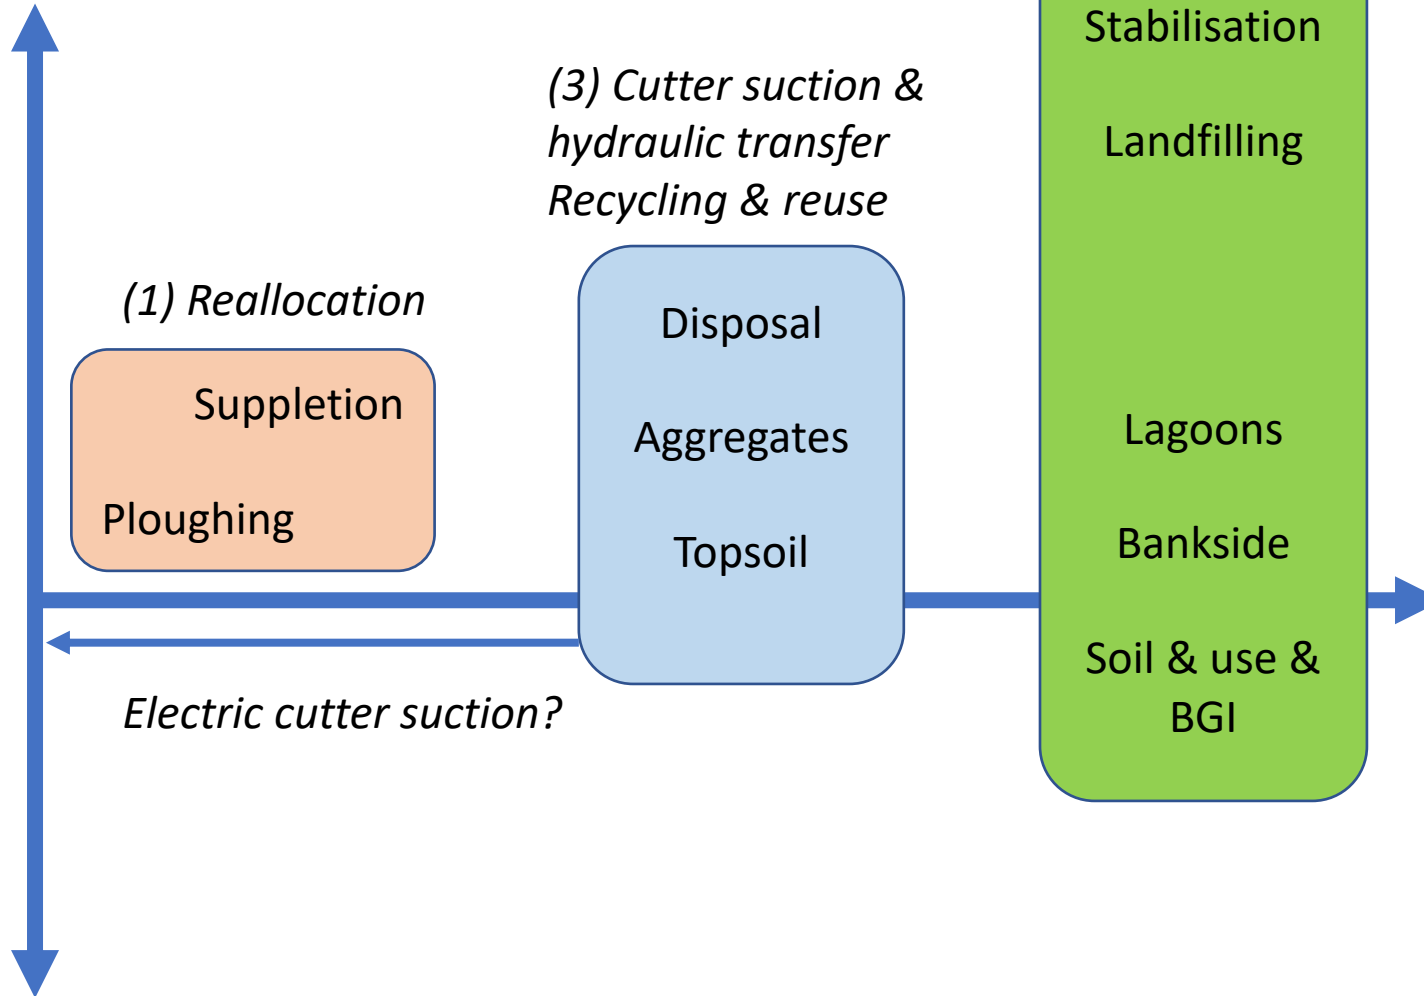 (1) Reallocation
Suppletion
Ploughing
Electric cutter suction?
(3) Cutter suction &
hydraulic transfer
Recycling & reuse
Disposal
Aggregates
Topsoil
Stabilisation
Landfilling
Lagoons
Bankside
Soil & use &
BGI